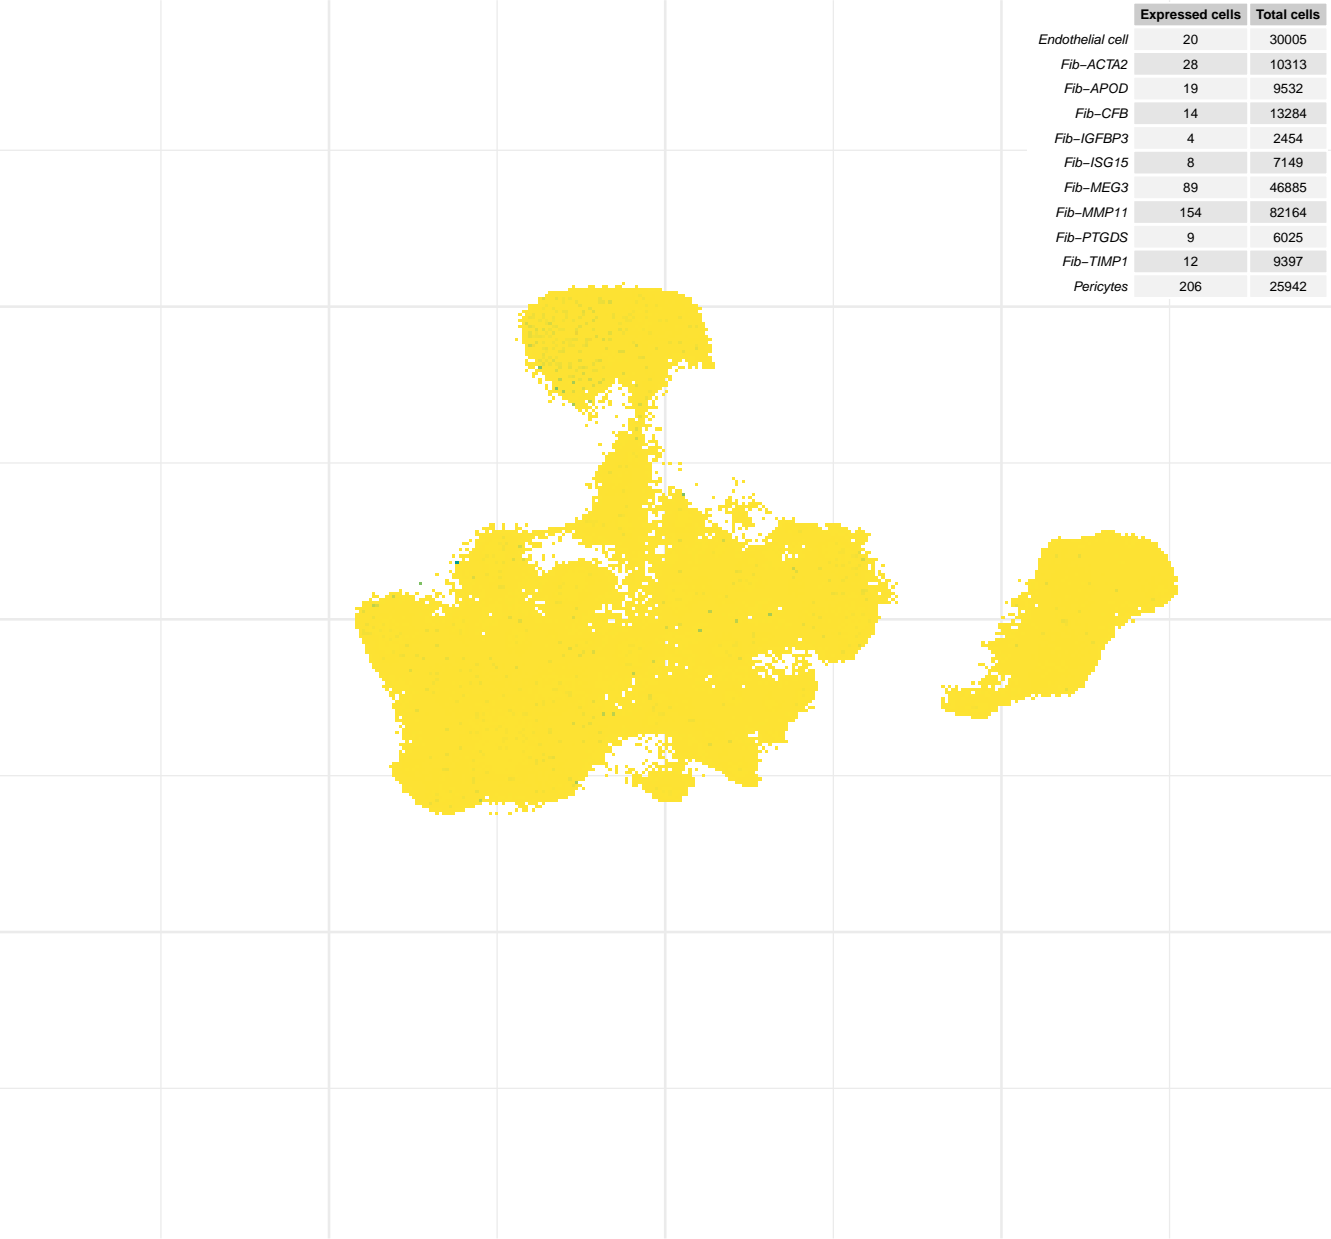 Expressed cells Total cells
Endothelial cell 20 30005
Fib−ACTA2 28 10313
Fib−APOD 19 9532
Fib−CFB 14 13284
Fib−IGFBP3 4 2454
Fib−ISG15 8 7149
Fib−MEG3 89 46885
Fib−MMP11 154 82164
Fib−PTGDS 9 6025
Fib−TIMP1 12 9397
Pericytes 206 25942